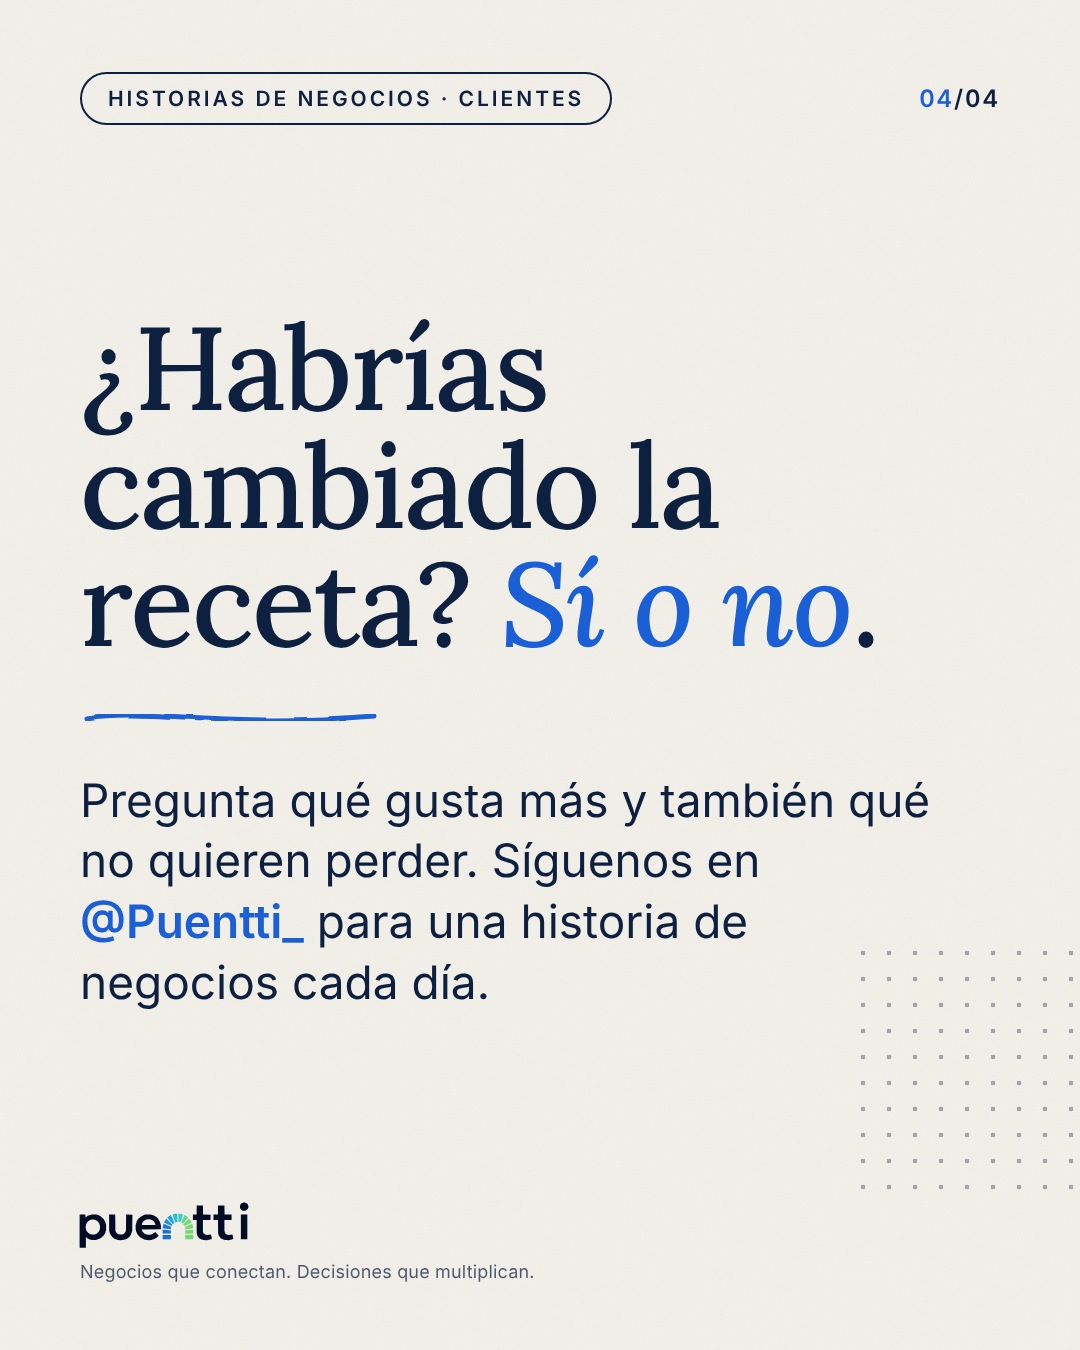 HISTORIAS DE NEGOCIOS · CLIENTES
04/04
¿Habrías
cambiado la
receta? Sí o no.
Pregunta qué gusta más y también qué
no quieren perder. Síguenos en
@Puentti_ para una historia de
negocios cada día.
puentti
Negocios que conectan. Decisiones que multiplican.